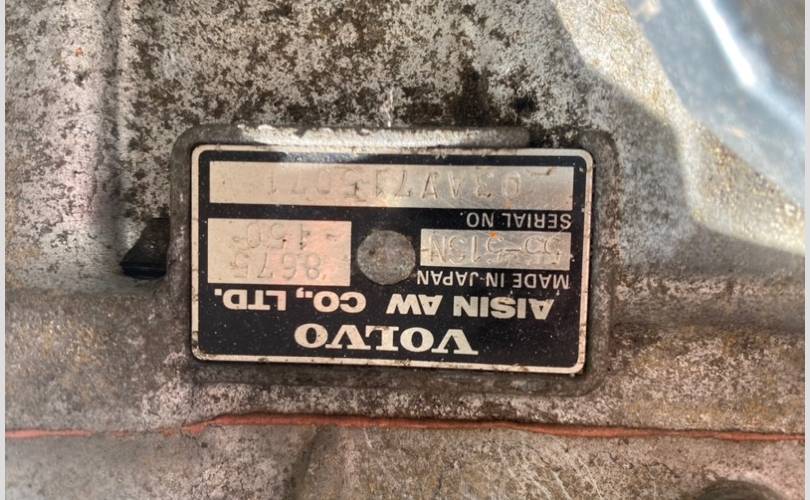 VOLVO
AISIN AW CO., LTD.
MADE IN JAPAN
55-51SN
8675
-150
SERIAL NO.